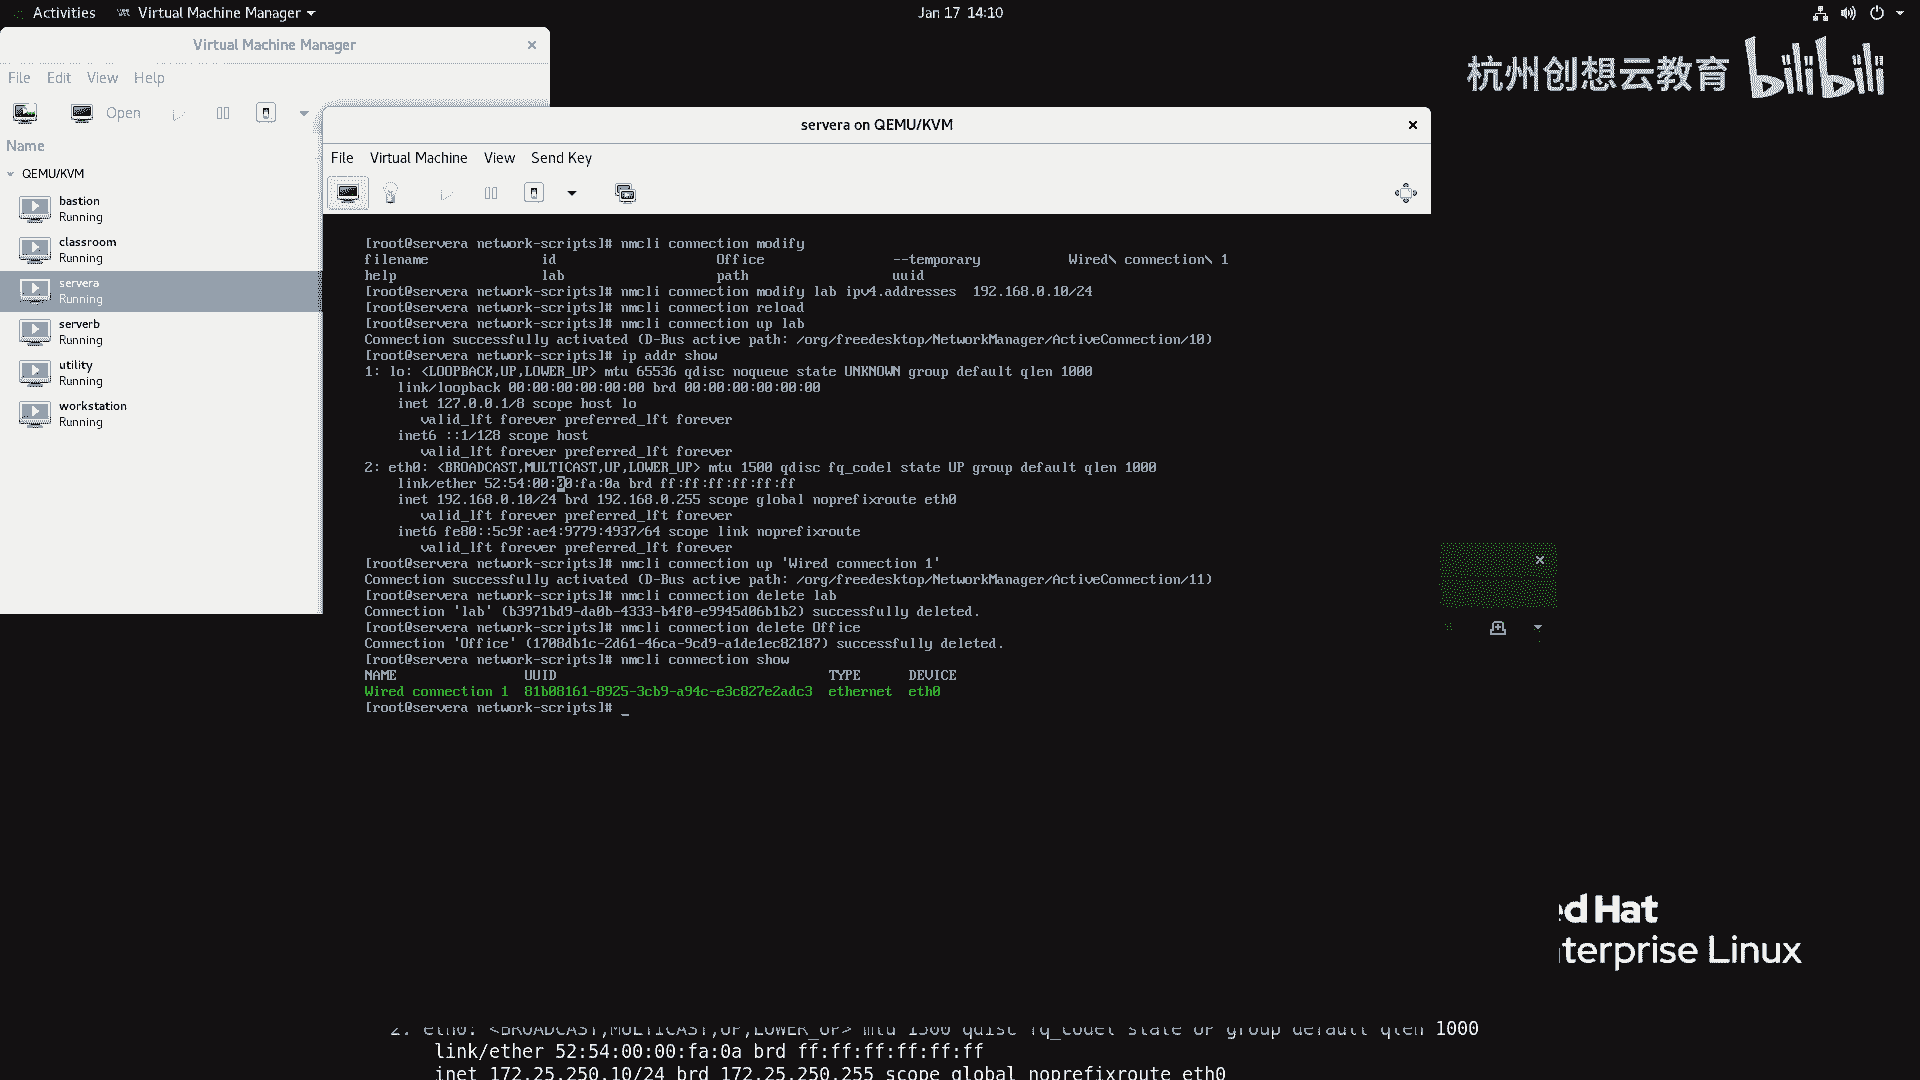 Activities
Virtual Machine Manager
Jan 17 14:10
杭州创想云教育 bilibili
Virtual Machine Manager
File Edit View Help
Open
Name
QEMU/KVM
bastion
Running
classroom
Running
servera
Running
serverb
Running
utility
Running
workstation
Running
servera on QEMU/KVM
File Virtual Machine View Send Key
[root@servera network-scripts]# nmcli connection modify
filename id Office --temporary Wired\ connection\ 1
help lab path uuid
[root@servera network-scripts]# nmcli connection modify lab ipv4.addresses  192.168.0.10/24
[root@servera network-scripts]# nmcli connection reload
[root@servera network-scripts]# nmcli connection up lab
Connection successfully activated (D-Bus active path: /org/freedesktop/NetworkManager/ActiveConnection/10)
[root@servera network-scripts]# ip addr show
1: lo: <LOOPBACK,UP,LOWER_UP> mtu 65536 qdisc noqueue state UNKNOWN group default qlen 1000
link/loopback 00:00:00:00:00:00 brd 00:00:00:00:00:00
inet 127.0.0.1/8 scope host lo
valid_lft forever preferred_lft forever
inet6 ::1/128 scope host
valid_lft forever preferred_lft forever
2: eth0: <BROADCAST,MULTICAST,UP,LOWER_UP> mtu 1500 qdisc fq_codel state UP group default qlen 1000
link/ether 52:54:00:00:fa:0a brd ff:ff:ff:ff:ff:ff
inet 192.168.0.10/24 brd 192.168.0.255 scope global noprefixroute eth0
valid_lft forever preferred_lft forever
inet6 fe80::5c9f:ae4:9779:4937/64 scope link noprefixroute
valid_lft forever preferred_lft forever
[root@servera network-scripts]# nmcli connection up 'Wired connection 1'
Connection successfully activated (D-Bus active path: /org/freedesktop/NetworkManager/ActiveConnection/11)
[root@servera network-scripts]# nmcli connection delete lab
Connection 'lab' (b3971bd9-da0b-4333-b4f0-e9945d06b1b2) successfully deleted.
[root@servera network-scripts]# nmcli connection delete Office
Connection 'Office' (1708db1c-2d61-46ca-9cd9-a1de1ec82187) successfully deleted.
[root@servera network-scripts]# nmcli connection show
NAME UUID TYPE DEVICE
Wired connection 1 81b08161-8925-3cb9-a94c-e3c827e2adc3 ethernet eth0
[root@servera network-scripts]# _
ed Hat
terprise Linux
2: eth0: <BROADCAST,MULTICAST,UP,LOWER_UP> mtu 1500 qdisc fq_codel state UP group default qlen 1000
link/ether 52:54:00:00:fa:0a brd ff:ff:ff:ff:ff:ff
inet 172.25.250.10/24 brd 172.25.250.255 scope global noprefixroute eth0